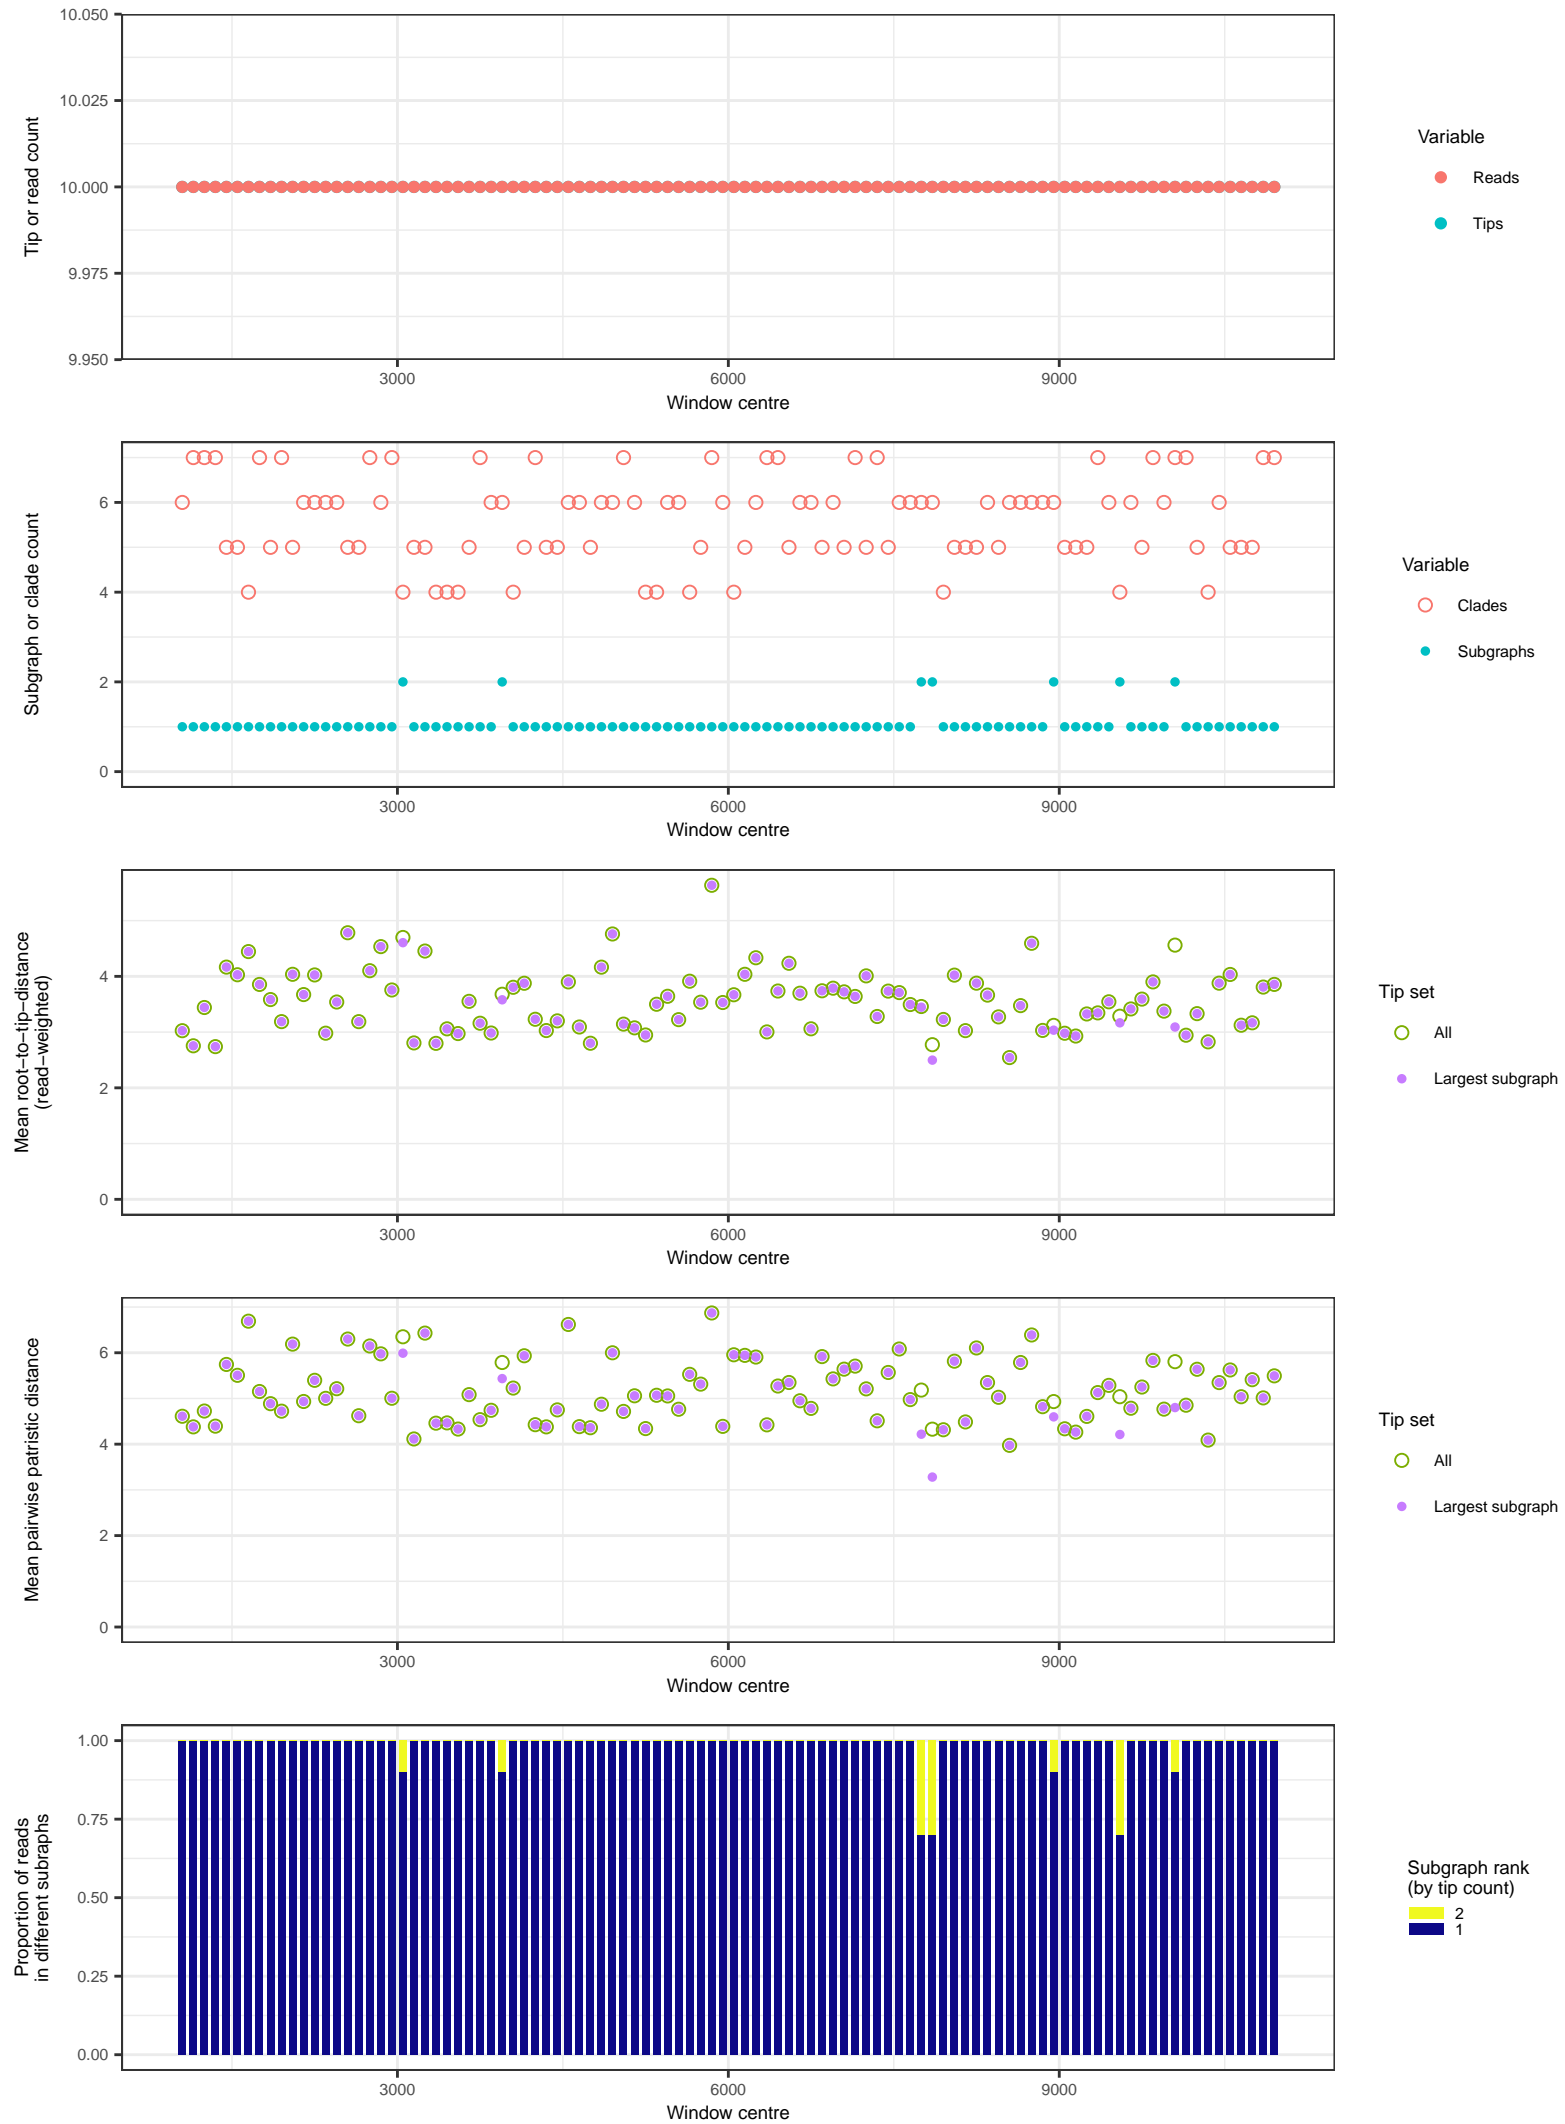 10.050
10.025
10.000
9.975
9.950
Tip or read count
3000
6000
9000
Window centre
Variable
Reads
Tips
6
4
2
0
Subgraph or clade count
3000
6000
9000
Window centre
Variable
Clades
Subgraphs
4
2
0
Mean root−to−tip−distance
(read−weighted)
3000
6000
9000
Window centre
Tip set
All
Largest subgraph
6
4
2
0
Mean pairwise patristic distance
3000
6000
9000
Window centre
Tip set
All
Largest subgraph
1.00
0.75
0.50
0.25
0.00
Proportion of reads
in different subraphs
3000
6000
9000
Window centre
Subgraph rank
(by tip count)
2
1